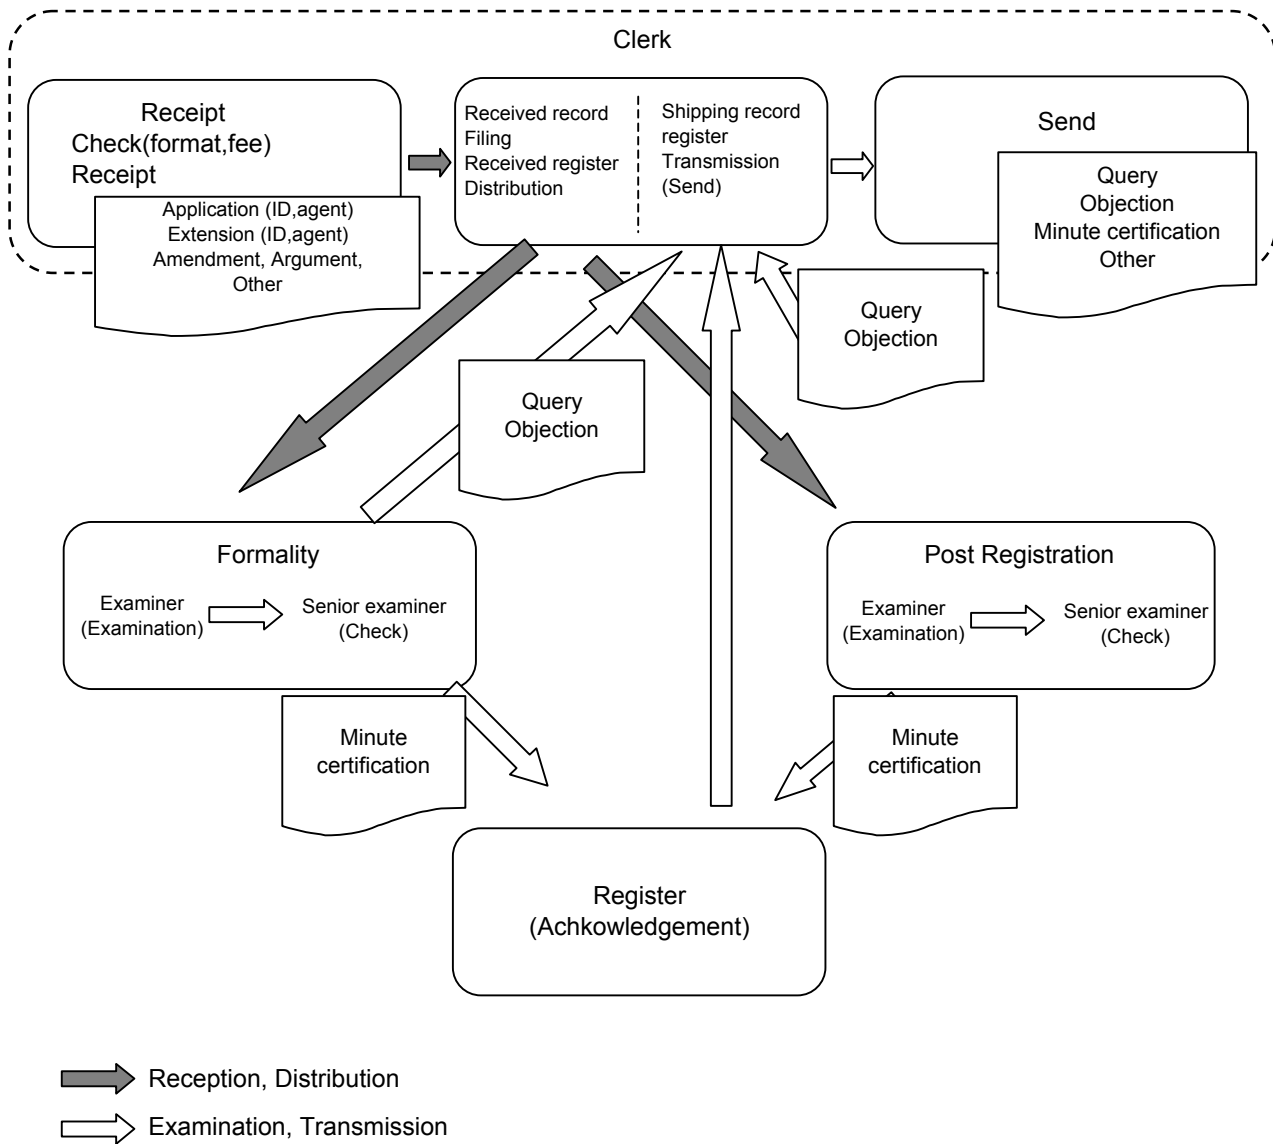 Clerk
Receipt
Check(format,fee)
Receipt
Application (ID,agent)
Extension (ID,agent)
Amendment, Argument,
Other
Received record
Filing
Received register
Distribution
Shipping record
register
Transmission
(Send)
Send
Query
Objection
Minute certification
Other
Query
Objection
Query
Objection
Formality
Examiner
(Examination)
Senior examiner
(Check)
Post Registration
Examiner
(Examination)
Senior examiner
(Check)
Minute
certification
Minute
certification
Register
(Achkowledgement)
Reception, Distribution
Examination, Transmission